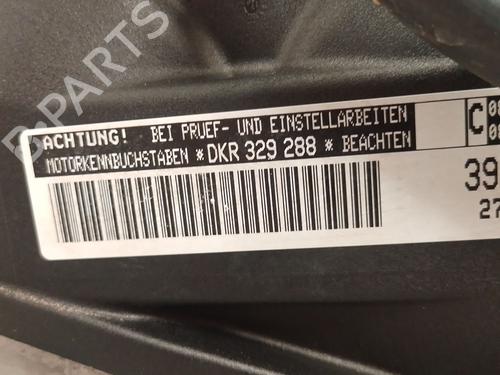 B-PARTS
ACHTUNG! BEI PRUEF- UND EINSTELLARBEITEN
MOTORKENNBUCHSTABEN *DKR 329 288* BEACHTEN
C
39
27